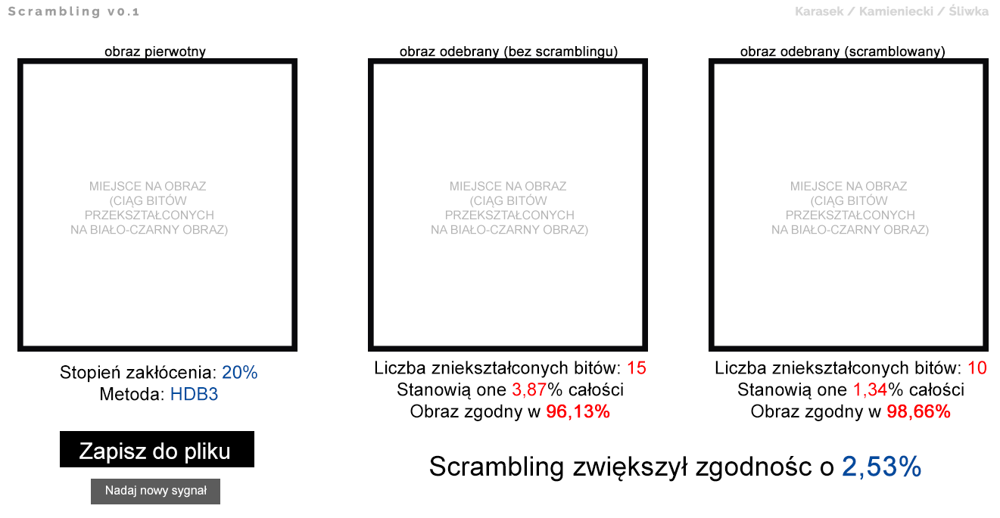 Scrambling v0.1
Karasek / Kamieniecki / Śliwka
obraz pierwotny
MIEJSCE NA OBRAZ
(CIĄG BITÓW
PRZEKSZTAŁCONYCH
NA BIAŁO-CZARNY OBRAZ)
Stopień zakłócenia: 20%
Metoda: HDB3
Zapisz do pliku
Nadaj nowy sygnał
obraz odebrany (bez scramblingu)
MIEJSCE NA OBRAZ
(CIĄG BITÓW
PRZEKSZTAŁCONYCH
NA BIAŁO-CZARNY OBRAZ)
Liczba zniekształconych bitów: 15
Stanowią one 3,87% całości
Obraz zgodny w 96,13%
obraz odebrany (scramblowany)
MIEJSCE NA OBRAZ
(CIĄG BITÓW
PRZEKSZTAŁCONYCH
NA BIAŁO-CZARNY OBRAZ)
Liczba zniekształconych bitów: 10
Stanowią one 1,34% całości
Obraz zgodny w 98,66%
Scrambling zwiększył zgodnośc o 2,53%